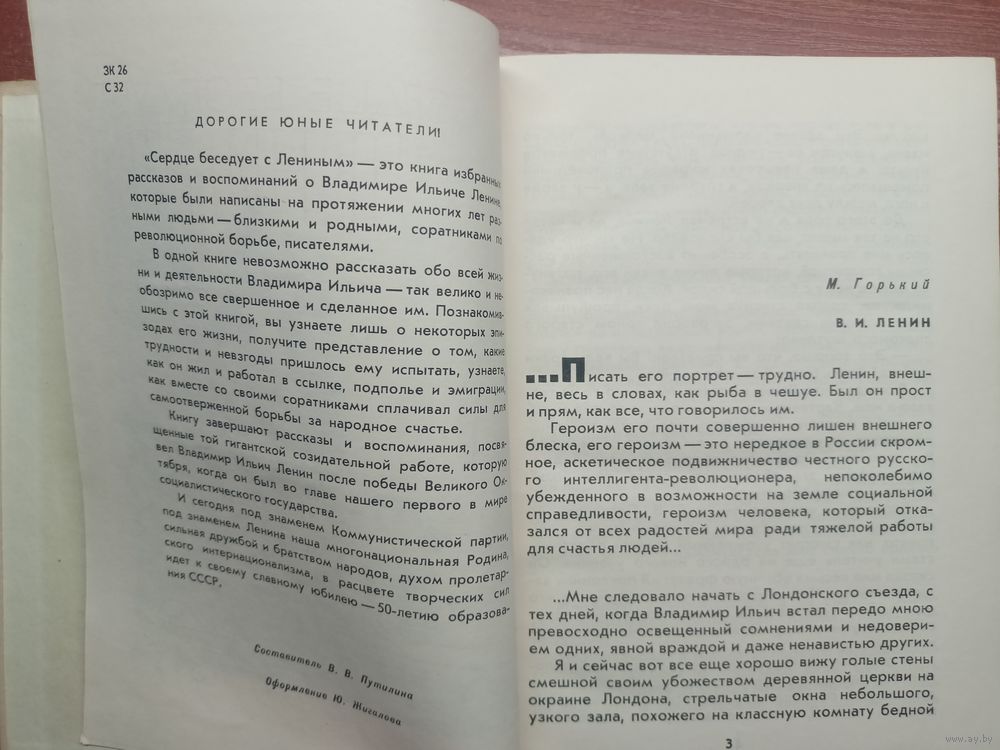 ЗК 26
С 32
ДОРОГИЕ ЮНЫЕ ЧИТАТЕЛИ!
«Сердце беседует с Лениным» — это книга избранных
рассказов и воспоминаний о Владимире Ильиче Ленине,
которые были написаны на протяжении многих лет раз-
ными людьми — близкими и родными, соратниками по
революционной борьбе, писателями.
В одной книге невозможно рассказать обо всей жиз-
ни и деятельности Владимира Ильича — так велико и не-
обозримо все свершенное и сделанное им. Познакомив-
шись с этой книгой, вы узнаете лишь о некоторых эпи-
зодах его жизни, получите представление о том, какие
трудности и невзгоды пришлось ему испытать, узнаете,
как он жил и работал в ссылке, подполье и эмиграции,
как вместе со своими соратниками сплачивал силы для
самоотверженной борьбы за народное счастье.
Книгу завершают рассказы и воспоминания, посвя-
щенные той гигантской созидательной работе, которую
вел Владимир Ильич Ленин после победы Великого Ок-
тября, когда он был во главе нашего первого в мире
социалистического государства.
И сегодня под знаменем Коммунистической партии,
под знаменем Ленина наша многонациональная Родина,
сильная дружбой и братством народов, духом пролетар-
ского интернационализма, в расцвете творческих сил
идет к своему славному юбилею — 50-летию образова-
ния СССР.
Составитель В. В. Путилина
Оформление Ю. Жигалова
М. Горький
В. И. ЛЕНИН
...Писать его портрет — трудно. Ленин, внеш-
не, весь в словах, как рыба в чешуе. Был он прост
и прям, как все, что говорилось им.
Героизм его почти совершенно лишен внешнего
блеска, его героизм — это нередкое в России скром-
ное, аскетическое подвижничество честного русско-
го интеллигента-революционера, непоколебимо
убежденного в возможности на земле социальной
справедливости, героизм человека, который отка-
зался от всех радостей мира ради тяжелой работы
для счастья людей...
...Мне следовало начать с Лондонского съезда, с
тех дней, когда Владимир Ильич встал передо мною
превосходно освещенный сомнениями и недовери-
ем одних, явной враждой и даже ненавистью других.
Я и сейчас вот все еще хорошо вижу голые стены
смешной своим убожеством деревянной церкви на
окраине Лондона, стрельчатые окна небольшого,
узкого зала, похожего на классную комнату бедной
3
www.ay.by